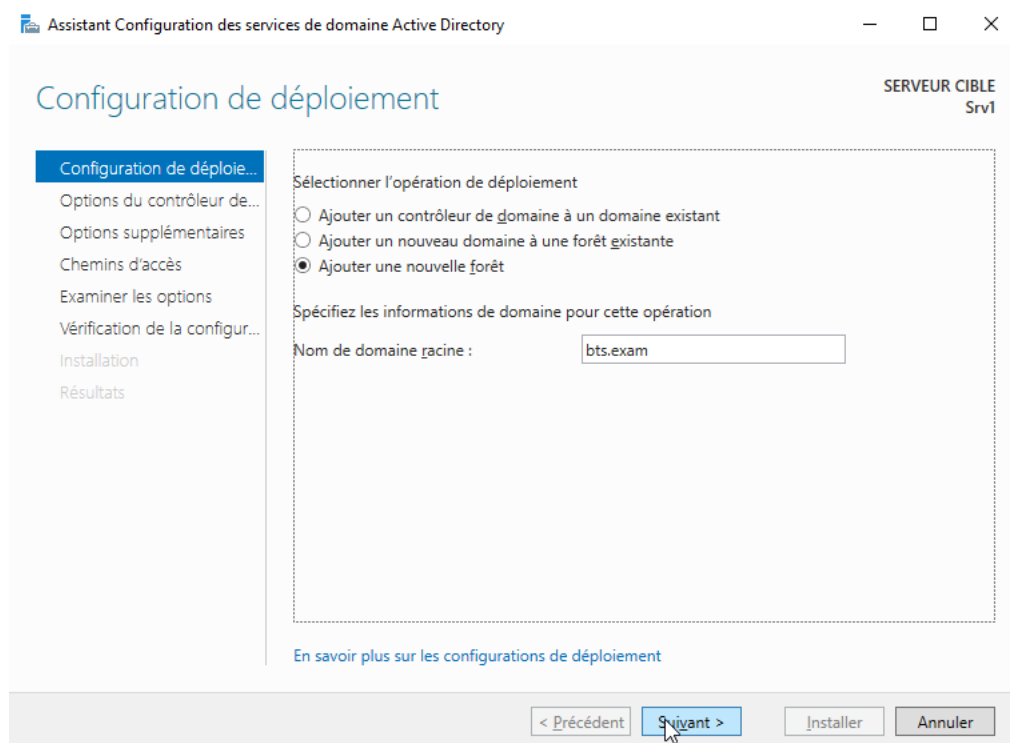 Assistant Configuration des services de domaine Active Directory
Configuration de déploiement
SERVEUR CIBLE
Srv1
Configuration de déploie...
Options du contrôleur de...
Options supplémentaires
Chemins d'accès
Examiner les options
Vérification de la configur...
Installation
Résultats
Sélectionner l'opération de déploiement
Ajouter un contrôleur de domaine à un domaine existant
Ajouter un nouveau domaine à une forêt existante
Ajouter une nouvelle forêt
Spécifiez les informations de domaine pour cette opération
Nom de domaine racine : bts.exam
En savoir plus sur les configurations de déploiement
< Précédent Suivant > Installer Annuler